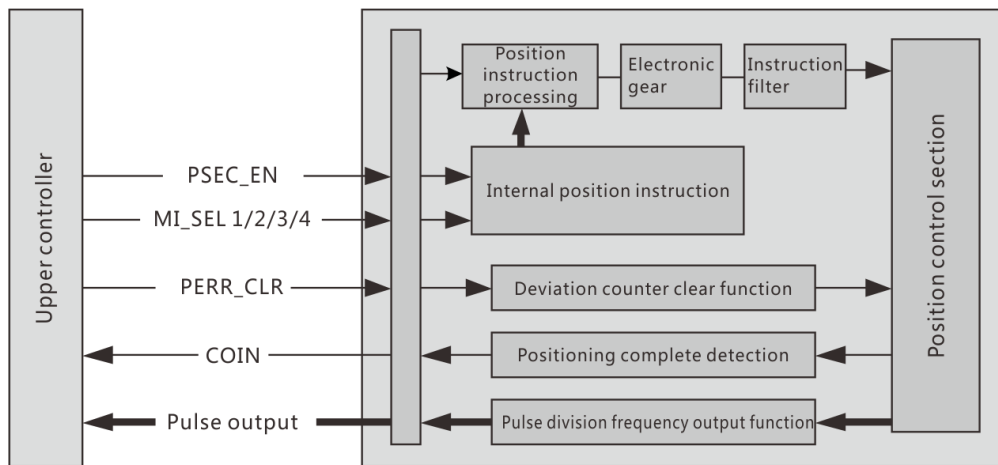 Upper controller
PSEC_EN
MI_SEL 1/2/3/4
PERR_CLR
COIN
Pulse output
Position
instruction
processing
Electronic
gear
Instruction
filter
Internal position instruction
Deviation counter clear function
Positioning complete detection
Pulse division frequency output function
Position control section